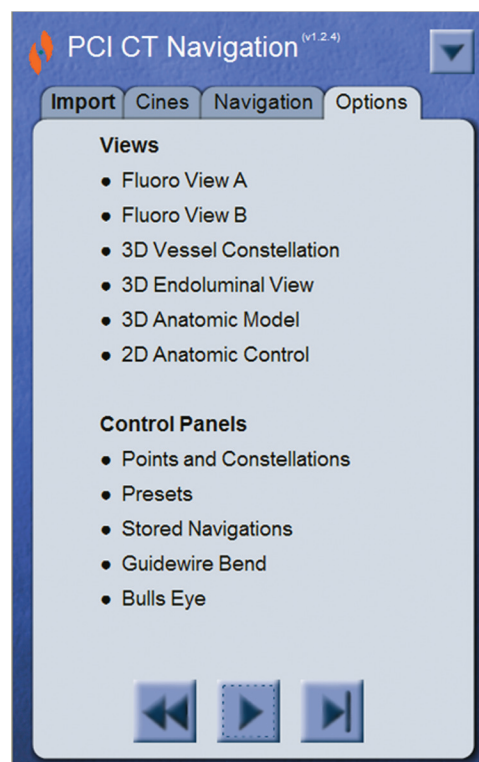 PCI CT Navigation (v1.2.4)
Import Cines Navigation Options
Views
● Fluoro View A
● Fluoro View B
● 3D Vessel Constellation
● 3D Endoluminal View
● 3D Anatomic Model
● 2D Anatomic Control
Control Panels
● Points and Constellations
● Presets
● Stored Navigations
● Guidewire Bend
● Bulls Eye